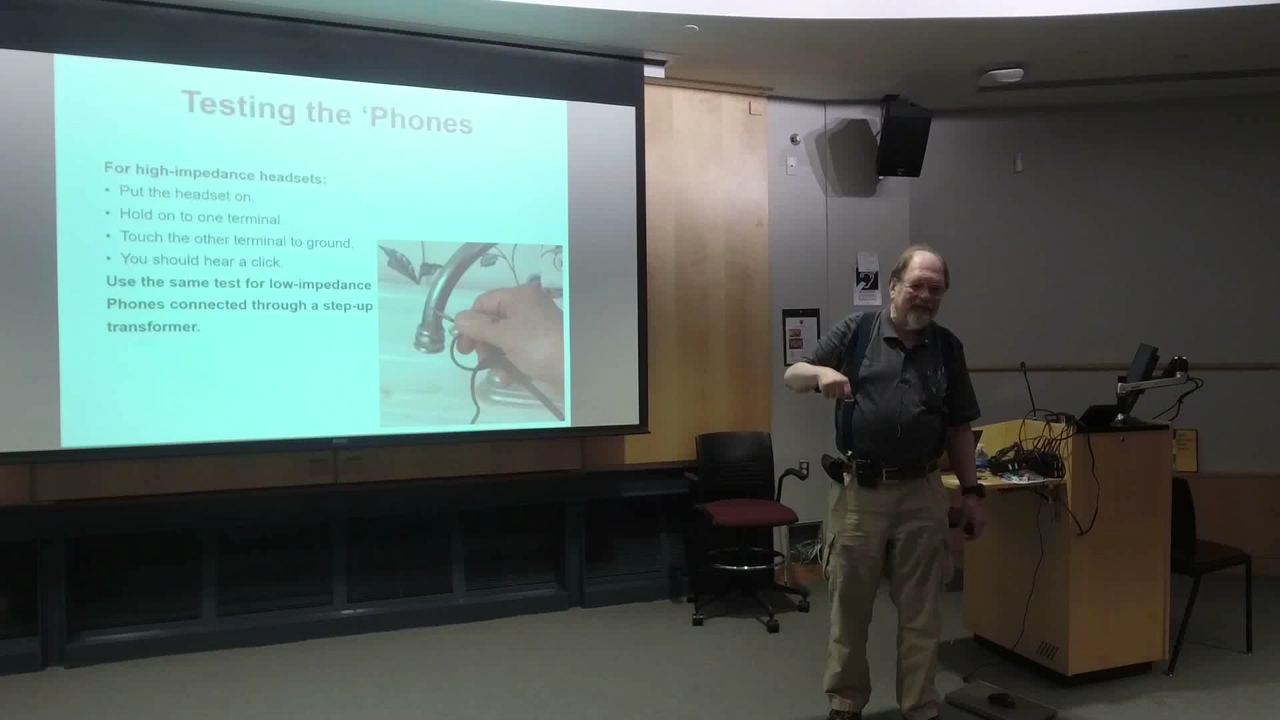 Testing the ‘Phones
For high-impedance headsets:
• Put the headset on.
• Hold on to one terminal.
• Touch the other terminal to ground.
• You should hear a click.
Use the same test for low-impedance
Phones connected through a step-up
transformer.